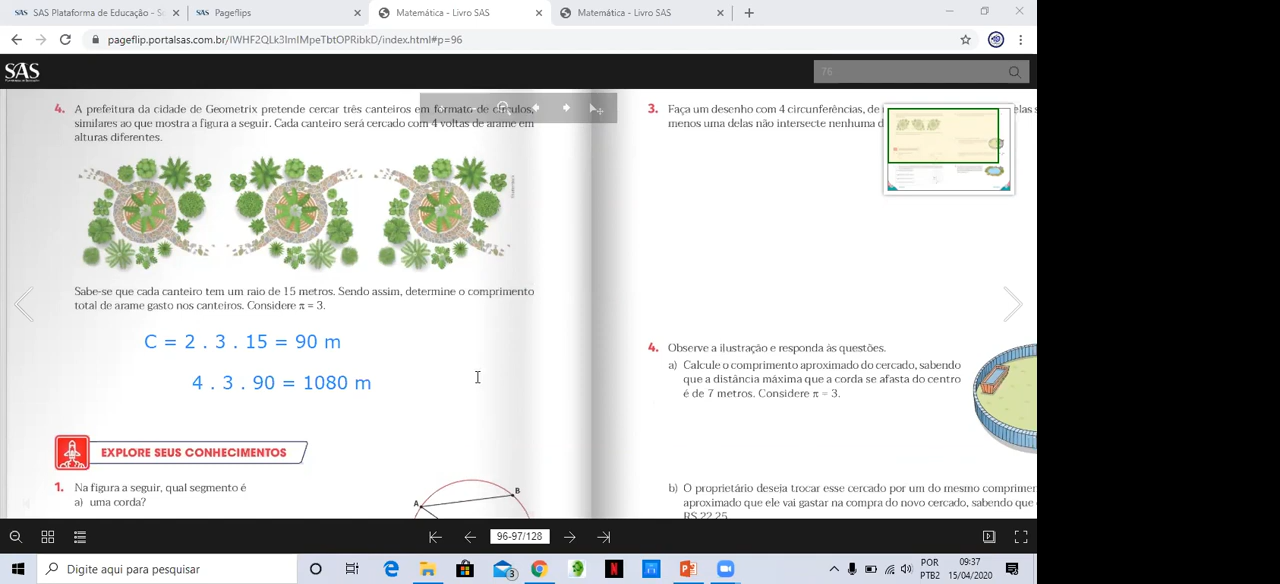 SAS Plataforma de Educação - S
Pageflips
Matemática - Livro SAS
Matemática - Livro SAS
pageflip.portalsas.com.br/IWHF2QLk3ImIMpeTbtOPRibkD/index.html#p=96
SAS
76
4. A prefeitura da cidade de Geometrix pretende cercar três canteiros em formato de círculos,
similares ao que mostra a figura a seguir. Cada canteiro será cercado com 4 voltas de arame em
alturas diferentes.
Sabe-se que cada canteiro tem um raio de 15 metros. Sendo assim, determine o comprimento
total de arame gasto nos canteiros. Considere π = 3.
C = 2 . 3 . 15 = 90 m
4 . 3 . 90 = 1080 m
EXPLORE SEUS CONHECIMENTOS
1. Na figura a seguir, qual segmento é
a) uma corda?
A
B
3. Faça um desenho com 4 circunferências, de
menos uma delas não intersecte nenhuma d
elas s
4. Observe a ilustração e responda às questões.
a) Calcule o comprimento aproximado do cercado, sabendo
que a distância máxima que a corda se afasta do centro
é de 7 metros. Considere π = 3.
b) O proprietário deseja trocar esse cercado por um do mesmo comprimen
aproximado que ele vai gastar na compra do novo cercado, sabendo que
R$ 22,25
96-97/128
Digite aqui para pesquisar
3
POR
PTB2
09:37
15/04/2020